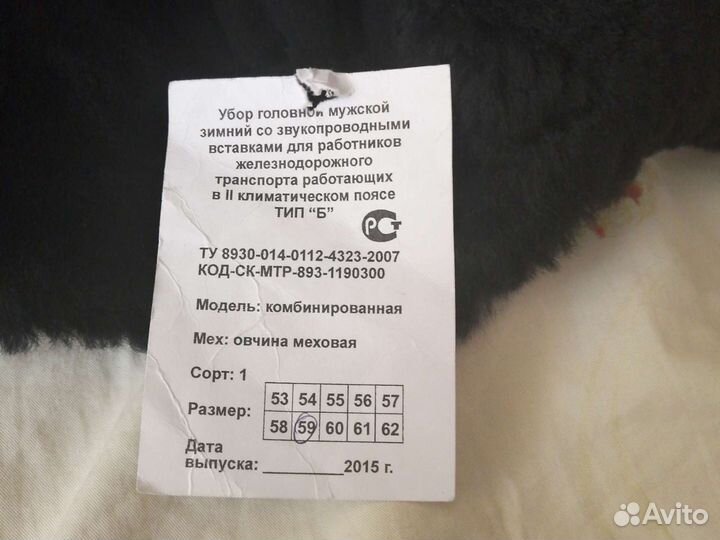 Убор головной мужской
зимний со звукопроводными
вставками для работников
железнодорожного
транспорта работающих
в II климатическом поясе
ТИП “Б”
РСТ
ТУ 8930-014-0112-4323-2007
КОД-СК-МТР-893-1190300
Модель: комбинированная
Мех: овчина меховая
Сорт: 1
Размер:
53 54 55 56 57
58 59 60 61 62
Дата
выпуска: ________ 2015 г.
Avito